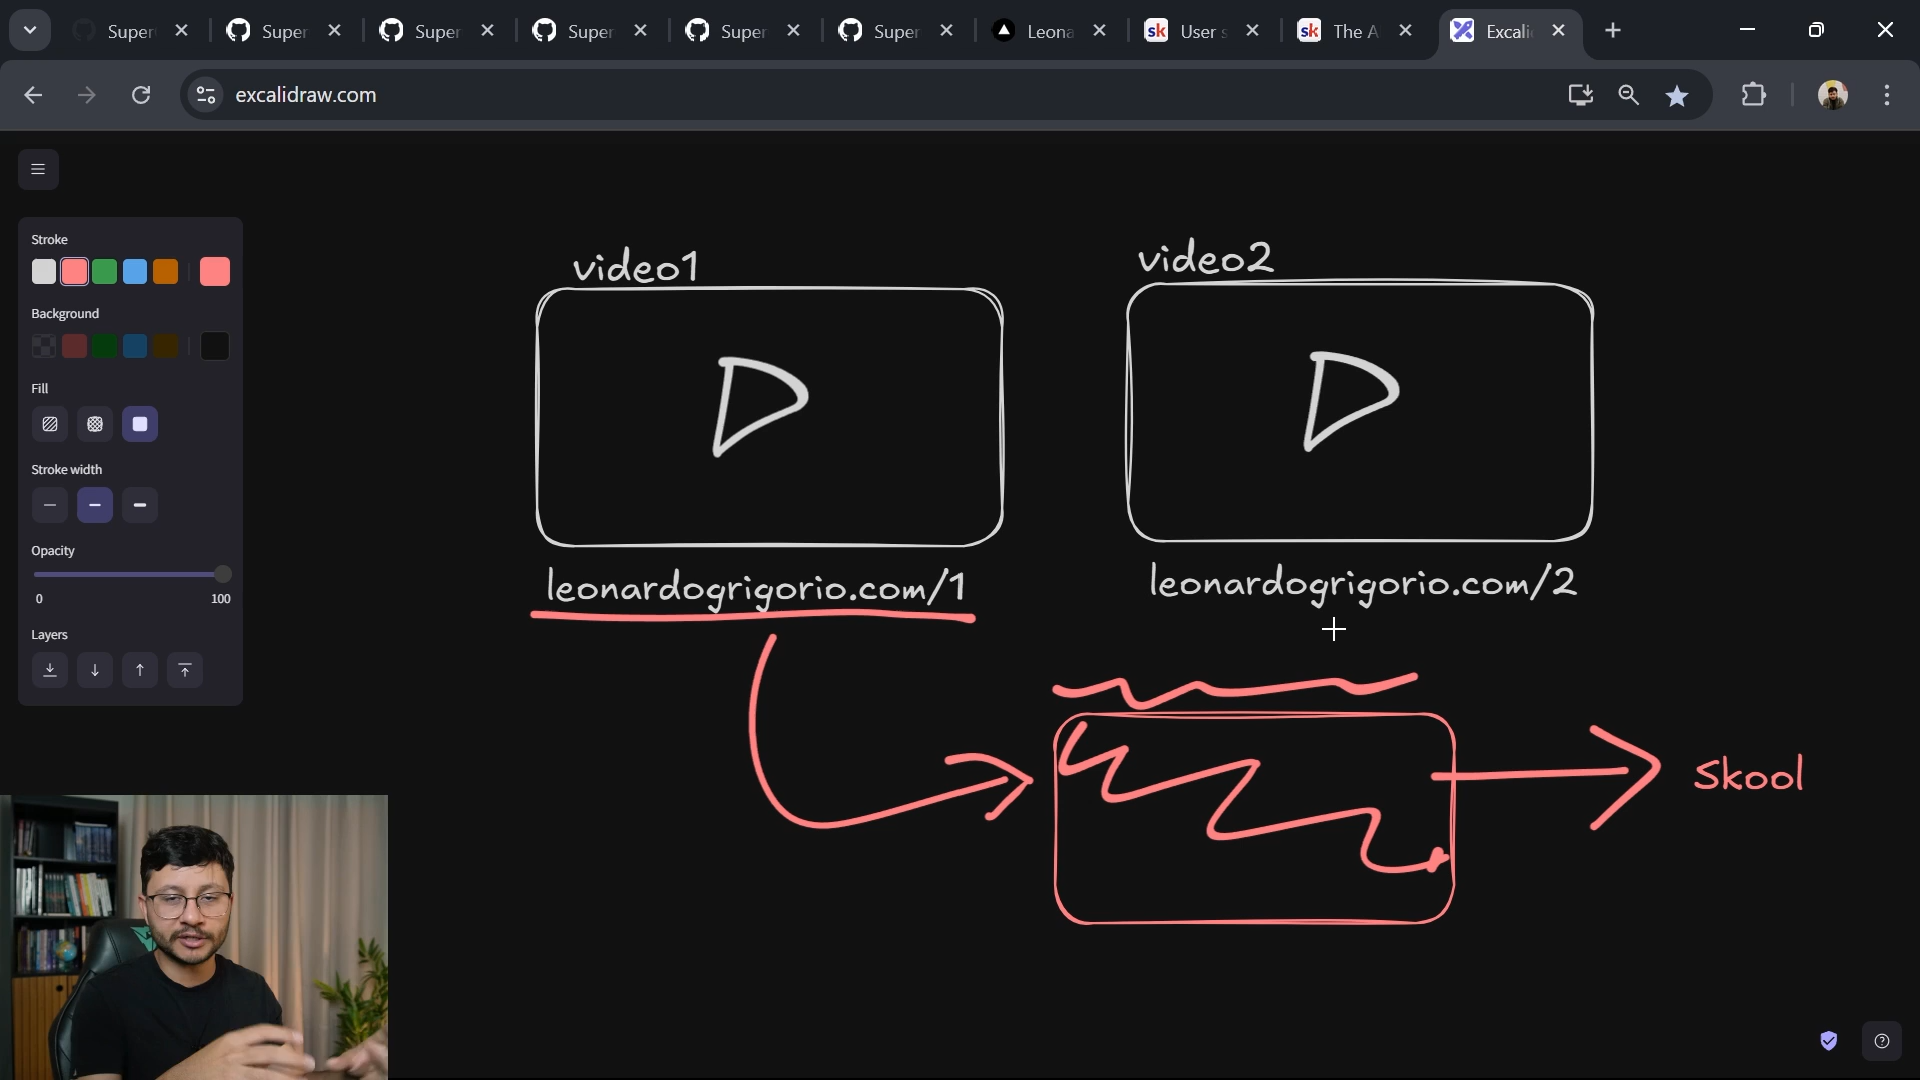 Super
Super
Super
Super
Super
Super
Leona
User s
The A
Excali
excalidraw.com
Stroke
Background
Fill
Stroke width
Opacity
0 100
Layers
video1
video2
leonardogrigorio.com/1
leonardogrigorio.com/2
Skool